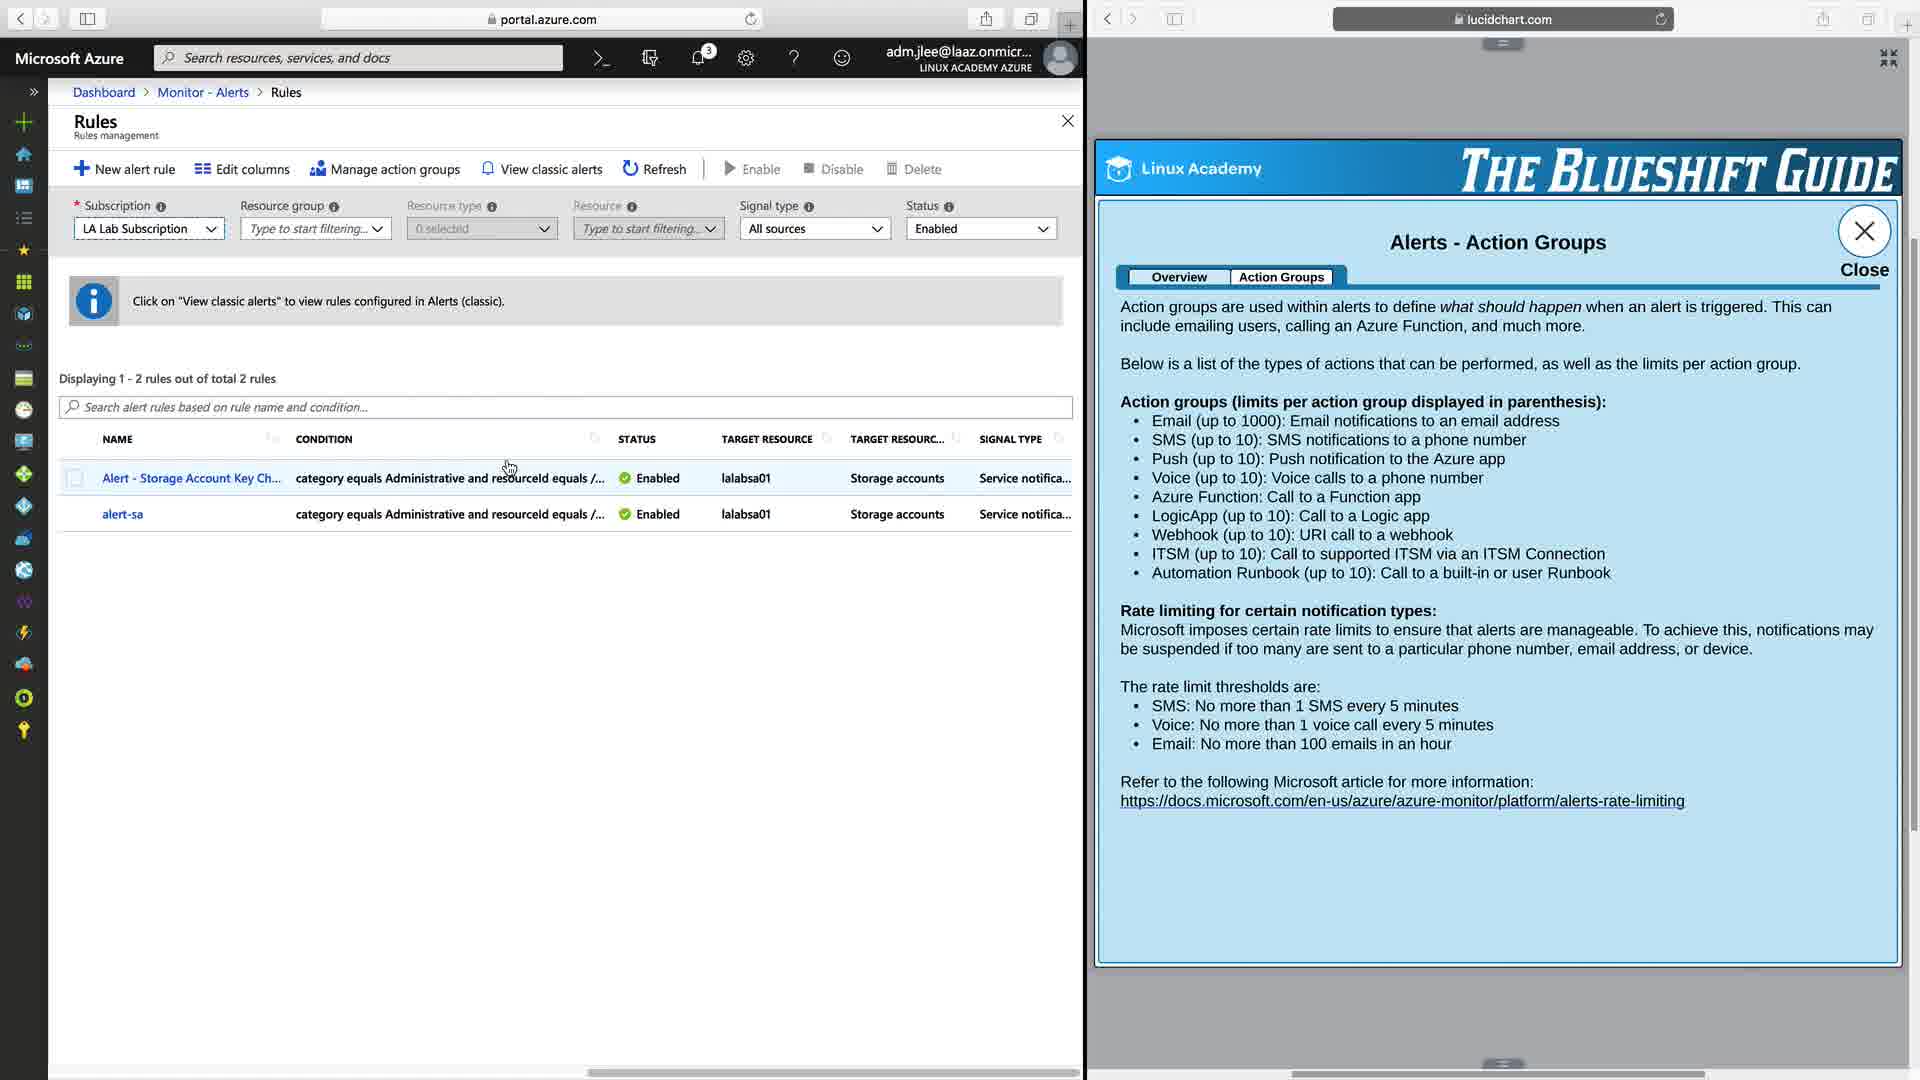 portal.azure.com
lucidchart.com
Microsoft Azure
Search resources, services, and docs
3
adm.jlee@laaz.onmicr...
LINUX ACADEMY AZURE
Dashboard > Monitor - Alerts > Rules
Rules
Rules management
New alert rule
Edit columns
Manage action groups
View classic alerts
Refresh
Enable
Disable
Delete
* Subscription
Resource group
Resource type
Resource
Signal type
Status
LA Lab Subscription
Type to start filtering...
0 selected
Type to start filtering...
All sources
Enabled
Click on "View classic alerts" to view rules configured in Alerts (classic).
Displaying 1 - 2 rules out of total 2 rules
Search alert rules based on rule name and condition...
NAME CONDITION STATUS TARGET RESOURCE TARGET RESOURC... SIGNAL TYPE
Alert - Storage Account Key Ch... category equals Administrative and resourceId equals /... Enabled lalabsa01 Storage accounts Service notifica...
alert-sa category equals Administrative and resourceId equals /... Enabled lalabsa01 Storage accounts Service notifica...
Linux Academy
THE BLUESHIFT GUIDE
Alerts - Action Groups
Close
Overview
Action Groups
Action groups are used within alerts to define what should happen when an alert is triggered. This can
include emailing users, calling an Azure Function, and much more.
Below is a list of the types of actions that can be performed, as well as the limits per action group.
Action groups (limits per action group displayed in parenthesis):
• Email (up to 1000): Email notifications to an email address
• SMS (up to 10): SMS notifications to a phone number
• Push (up to 10): Push notification to the Azure app
• Voice (up to 10): Voice calls to a phone number
• Azure Function: Call to a Function app
• LogicApp (up to 10): Call to a Logic app
• Webhook (up to 10): URI call to a webhook
• ITSM (up to 10): Call to supported ITSM via an ITSM Connection
• Automation Runbook (up to 10): Call to a built-in or user Runbook
Rate limiting for certain notification types:
Microsoft imposes certain rate limits to ensure that alerts are manageable. To achieve this, notifications may
be suspended if too many are sent to a particular phone number, email address, or device.
The rate limit thresholds are:
• SMS: No more than 1 SMS every 5 minutes
• Voice: No more than 1 voice call every 5 minutes
• Email: No more than 100 emails in an hour
Refer to the following Microsoft article for more information:
https://docs.microsoft.com/en-us/azure/azure-monitor/platform/alerts-rate-limiting